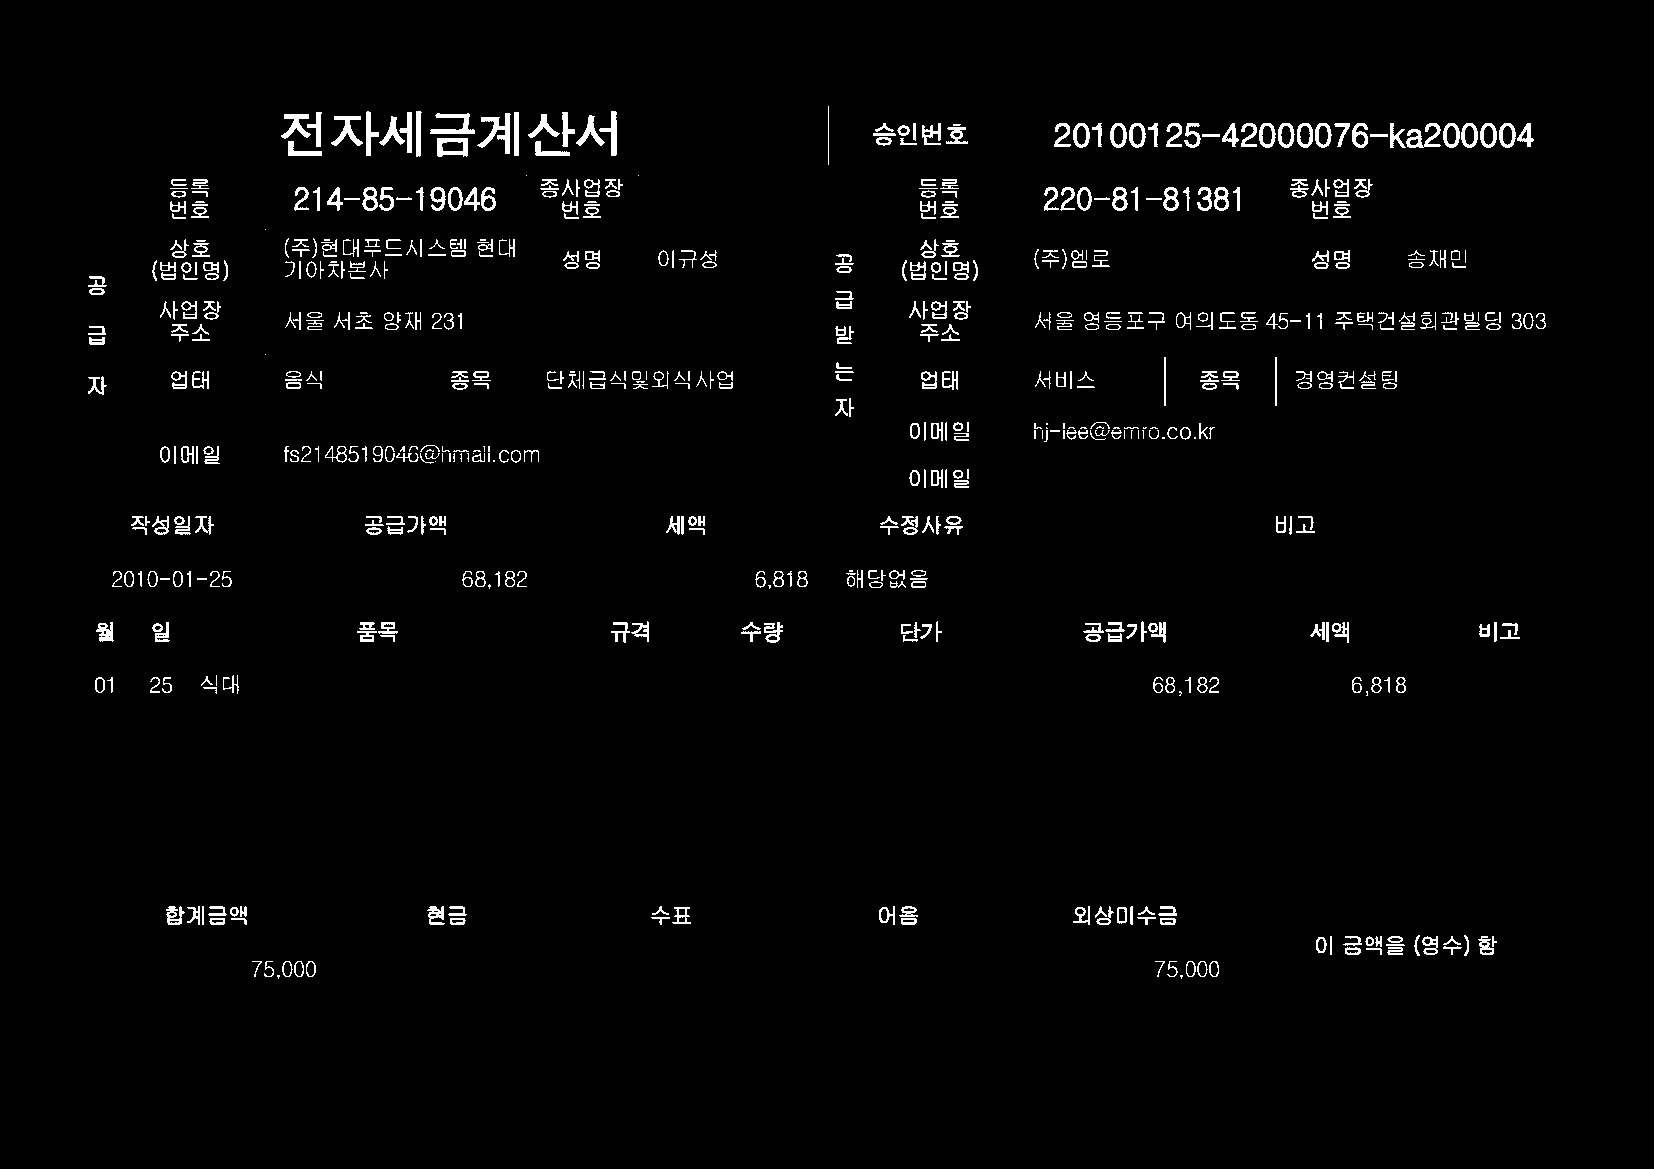 전자세금계산서 승인번호 20100125-42000076-ka200004
공급자
등록번호 214-85-19046 종사업장번호
상호(법인명) (주)현대푸드시스템 현대기아차본사 성명 이규성
사업장주소 서울 서초 양재 231
업태 음식 종목 단체급식및외식사업
이메일 fs2148519046@hmail.com
공급받는자
등록번호 220-81-81381 종사업장번호
상호(법인명) (주)엠로 성명 송재민
사업장주소 서울 영등포구 여의도동 45-11 주택건설회관빌딩 303
업태 서비스 종목 경영컨설팅
이메일 hj-lee@emro.co.kr
이메일
작성일자 공급가액 세액 수정사유 비고
2010-01-25 68,182 6,818 해당없음
월 일 품목 규격 수량 단가 공급가액 세액 비고
01 25 식대 68,182 6,818
합계금액 현금 수표 어음 외상미수금
75,000 75,000
이 금액을 (영수) 함